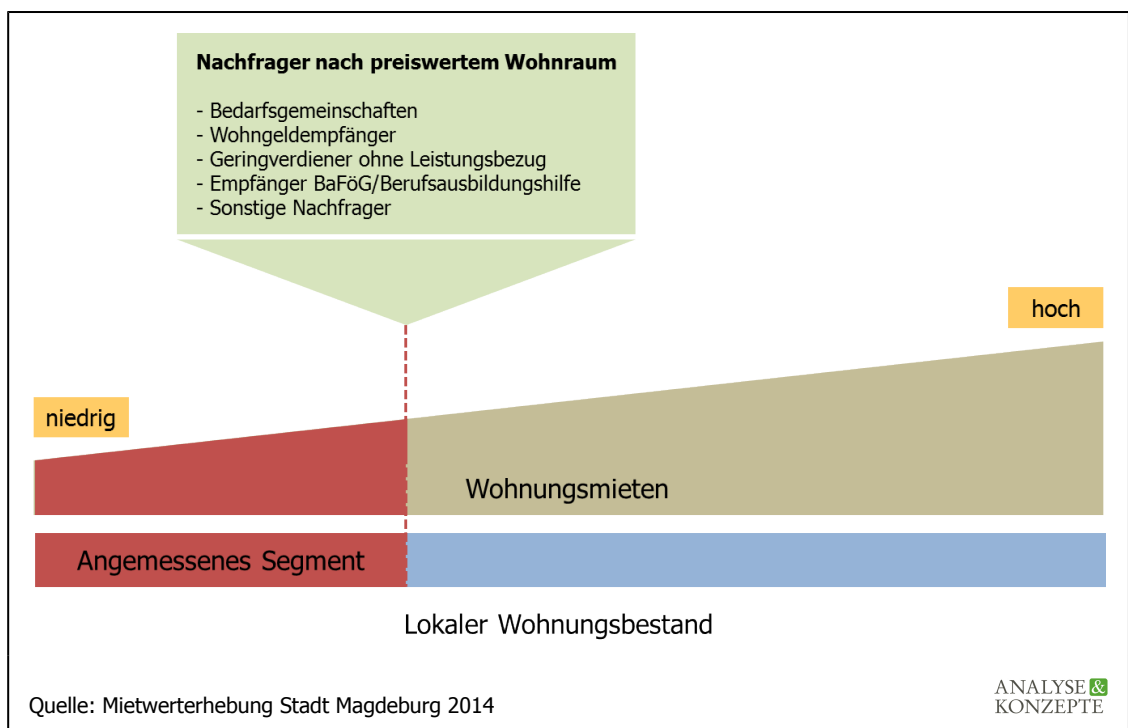 Nachfrager nach preiswertem Wohnraum
- Bedarfsgemeinschaften
- Wohngeldempfänger
- Geringverdiener ohne Leistungsbezug
- Empfänger BaFöG/Berufsausbildungshilfe
- Sonstige Nachfrager
hoch
niedrig
Wohnungsmieten
Angemessenes Segment
Lokaler Wohnungsbestand
Quelle: Mietwerterhebung Stadt Magdeburg 2014
ANALYSE &
KONZEPTE